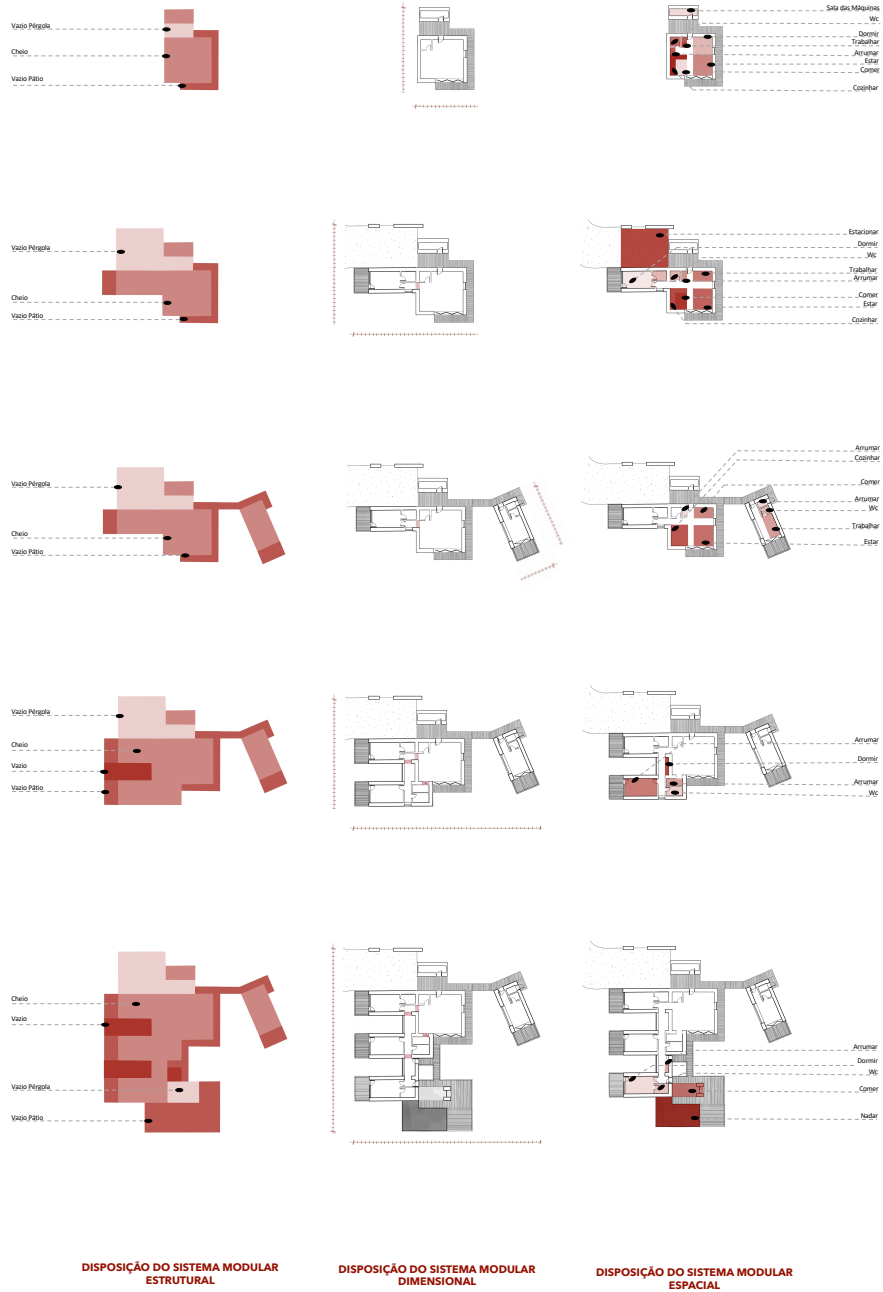 Vazio Pérgola
Cheio
Vazio Pátio
Sala das Máquinas
Wc
Dormir
Trabalhar
Arrumar
Estar
Comer
Cozinhar
Vazio Pérgola
Cheio
Vazio Pátio
Estacionar
Dormir
Wc
Trabalhar
Arrumar
Comer
Estar
Cozinhar
Vazio Pérgola
Cheio
Vazio Pátio
Arrumar
Cozinhar
Comer
Arrumar
Wc
Trabalhar
Estar
Vazio Pérgola
Cheio
Vazio
Vazio Pátio
Arrumar
Dormir
Arrumar
Wc
Cheio
Vazio
Vazio Pérgola
Vazio Pátio
Arrumar
Dormir
Wc
Comer
Nadar
DISPOSIÇÃO DO SISTEMA MODULAR
ESTRUTURAL
DISPOSIÇÃO DO SISTEMA MODULAR
DIMENSIONAL
DISPOSIÇÃO DO SISTEMA MODULAR
ESPACIAL